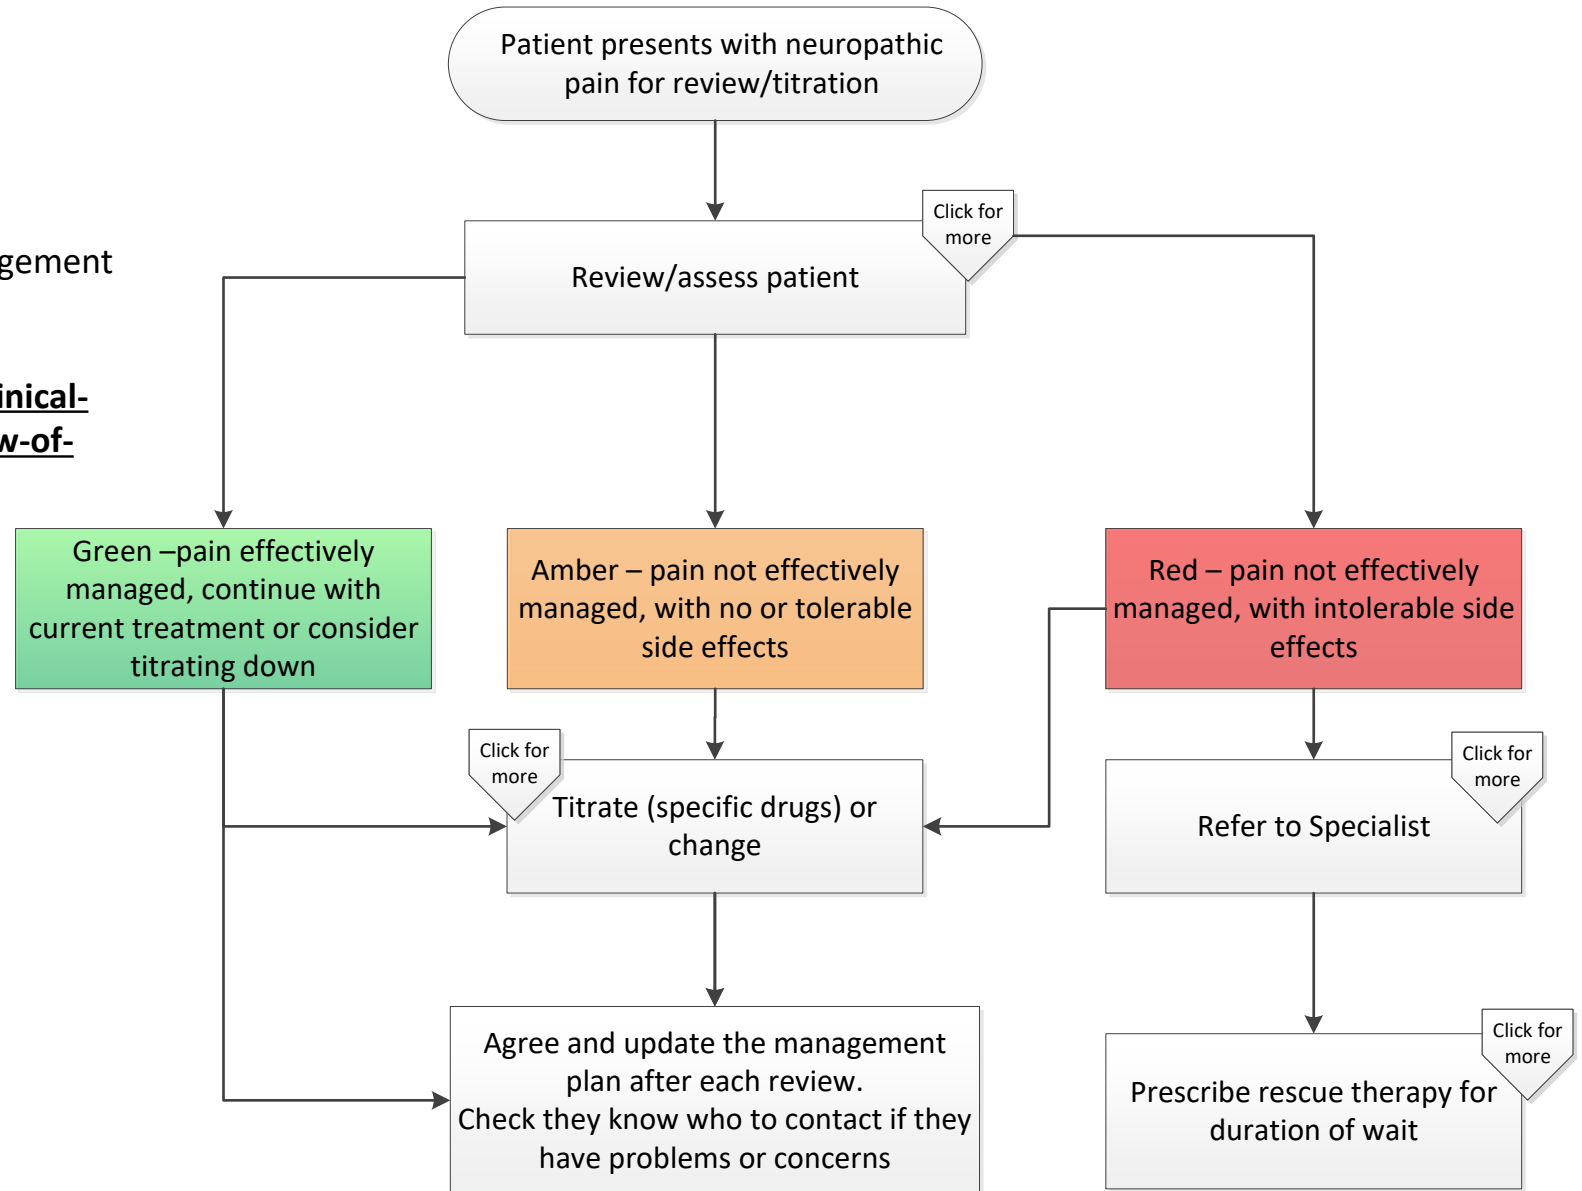 Patient presents with neuropathic
pain for review/titration
Click for
more
gement
Review/assess patient
inical-
w-of-
Green –pain effectively
managed, continue with
current treatment or consider
titrating down
Amber – pain not effectively
managed, with no or tolerable
side effects
Red – pain not effectively
managed, with intolerable side
effects
Click for
more
Titrate (specific drugs) or
change
Click for
more
Refer to Specialist
Agree and update the management
plan after each review.
Check they know who to contact if they
have problems or concerns
Click for
more
Prescribe rescue therapy for
duration of wait